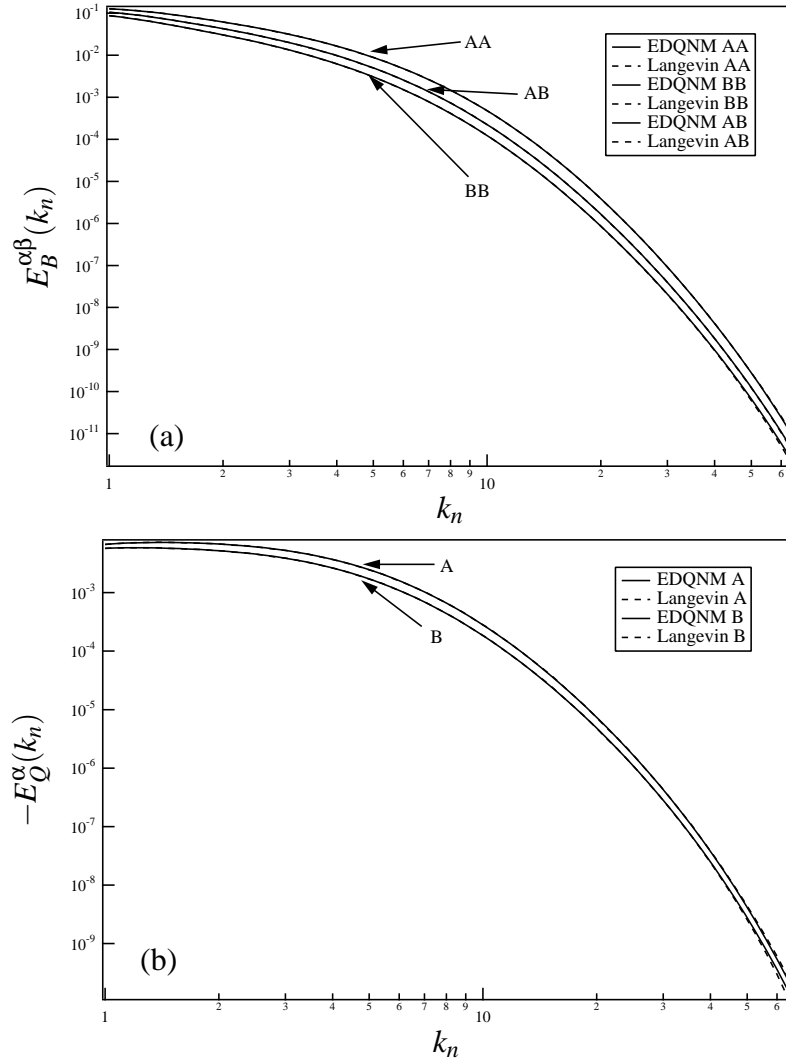 10^-1
10^-2
10^-3
10^-4
10^-5
10^-6
10^-7
10^-8
10^-9
10^-10
10^-11
E_B^αβ(k_n)
AA
AB
BB
EDQNM AA
Langevin AA
EDQNM BB
Langevin BB
EDQNM AB
Langevin AB
(a)
1 2 3 4 5 6 7 8 9 10 2 3 4 5 6
k_n
10^-3
10^-4
10^-5
10^-6
10^-7
10^-8
10^-9
−E_Q^α(k_n)
A
B
EDQNM A
Langevin A
EDQNM B
Langevin B
(b)
1 2 3 4 5 6 7 8 9 10 2 3 4 5 6
k_n